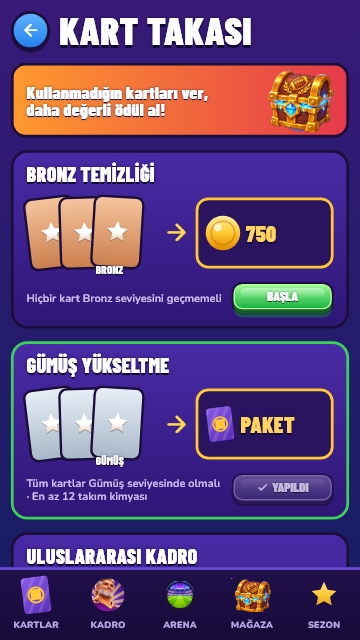 KART TAKASI
Kullanmadığın kartları ver,
daha değerli ödül al!
BRONZ TEMİZLİĞİ
BRONZ
750
Hiçbir kart Bronz seviyesini geçmemeli
BAŞLA
GÜMÜŞ YÜKSELTME
GÜMÜŞ
PAKET
Tüm kartlar Gümüş seviyesinde olmalı
· En az 12 takım kimyası
YAPILDI
ULUSLARARASI KADRO
KARTLAR
KADRO
ARENA
MAĞAZA
SEZON